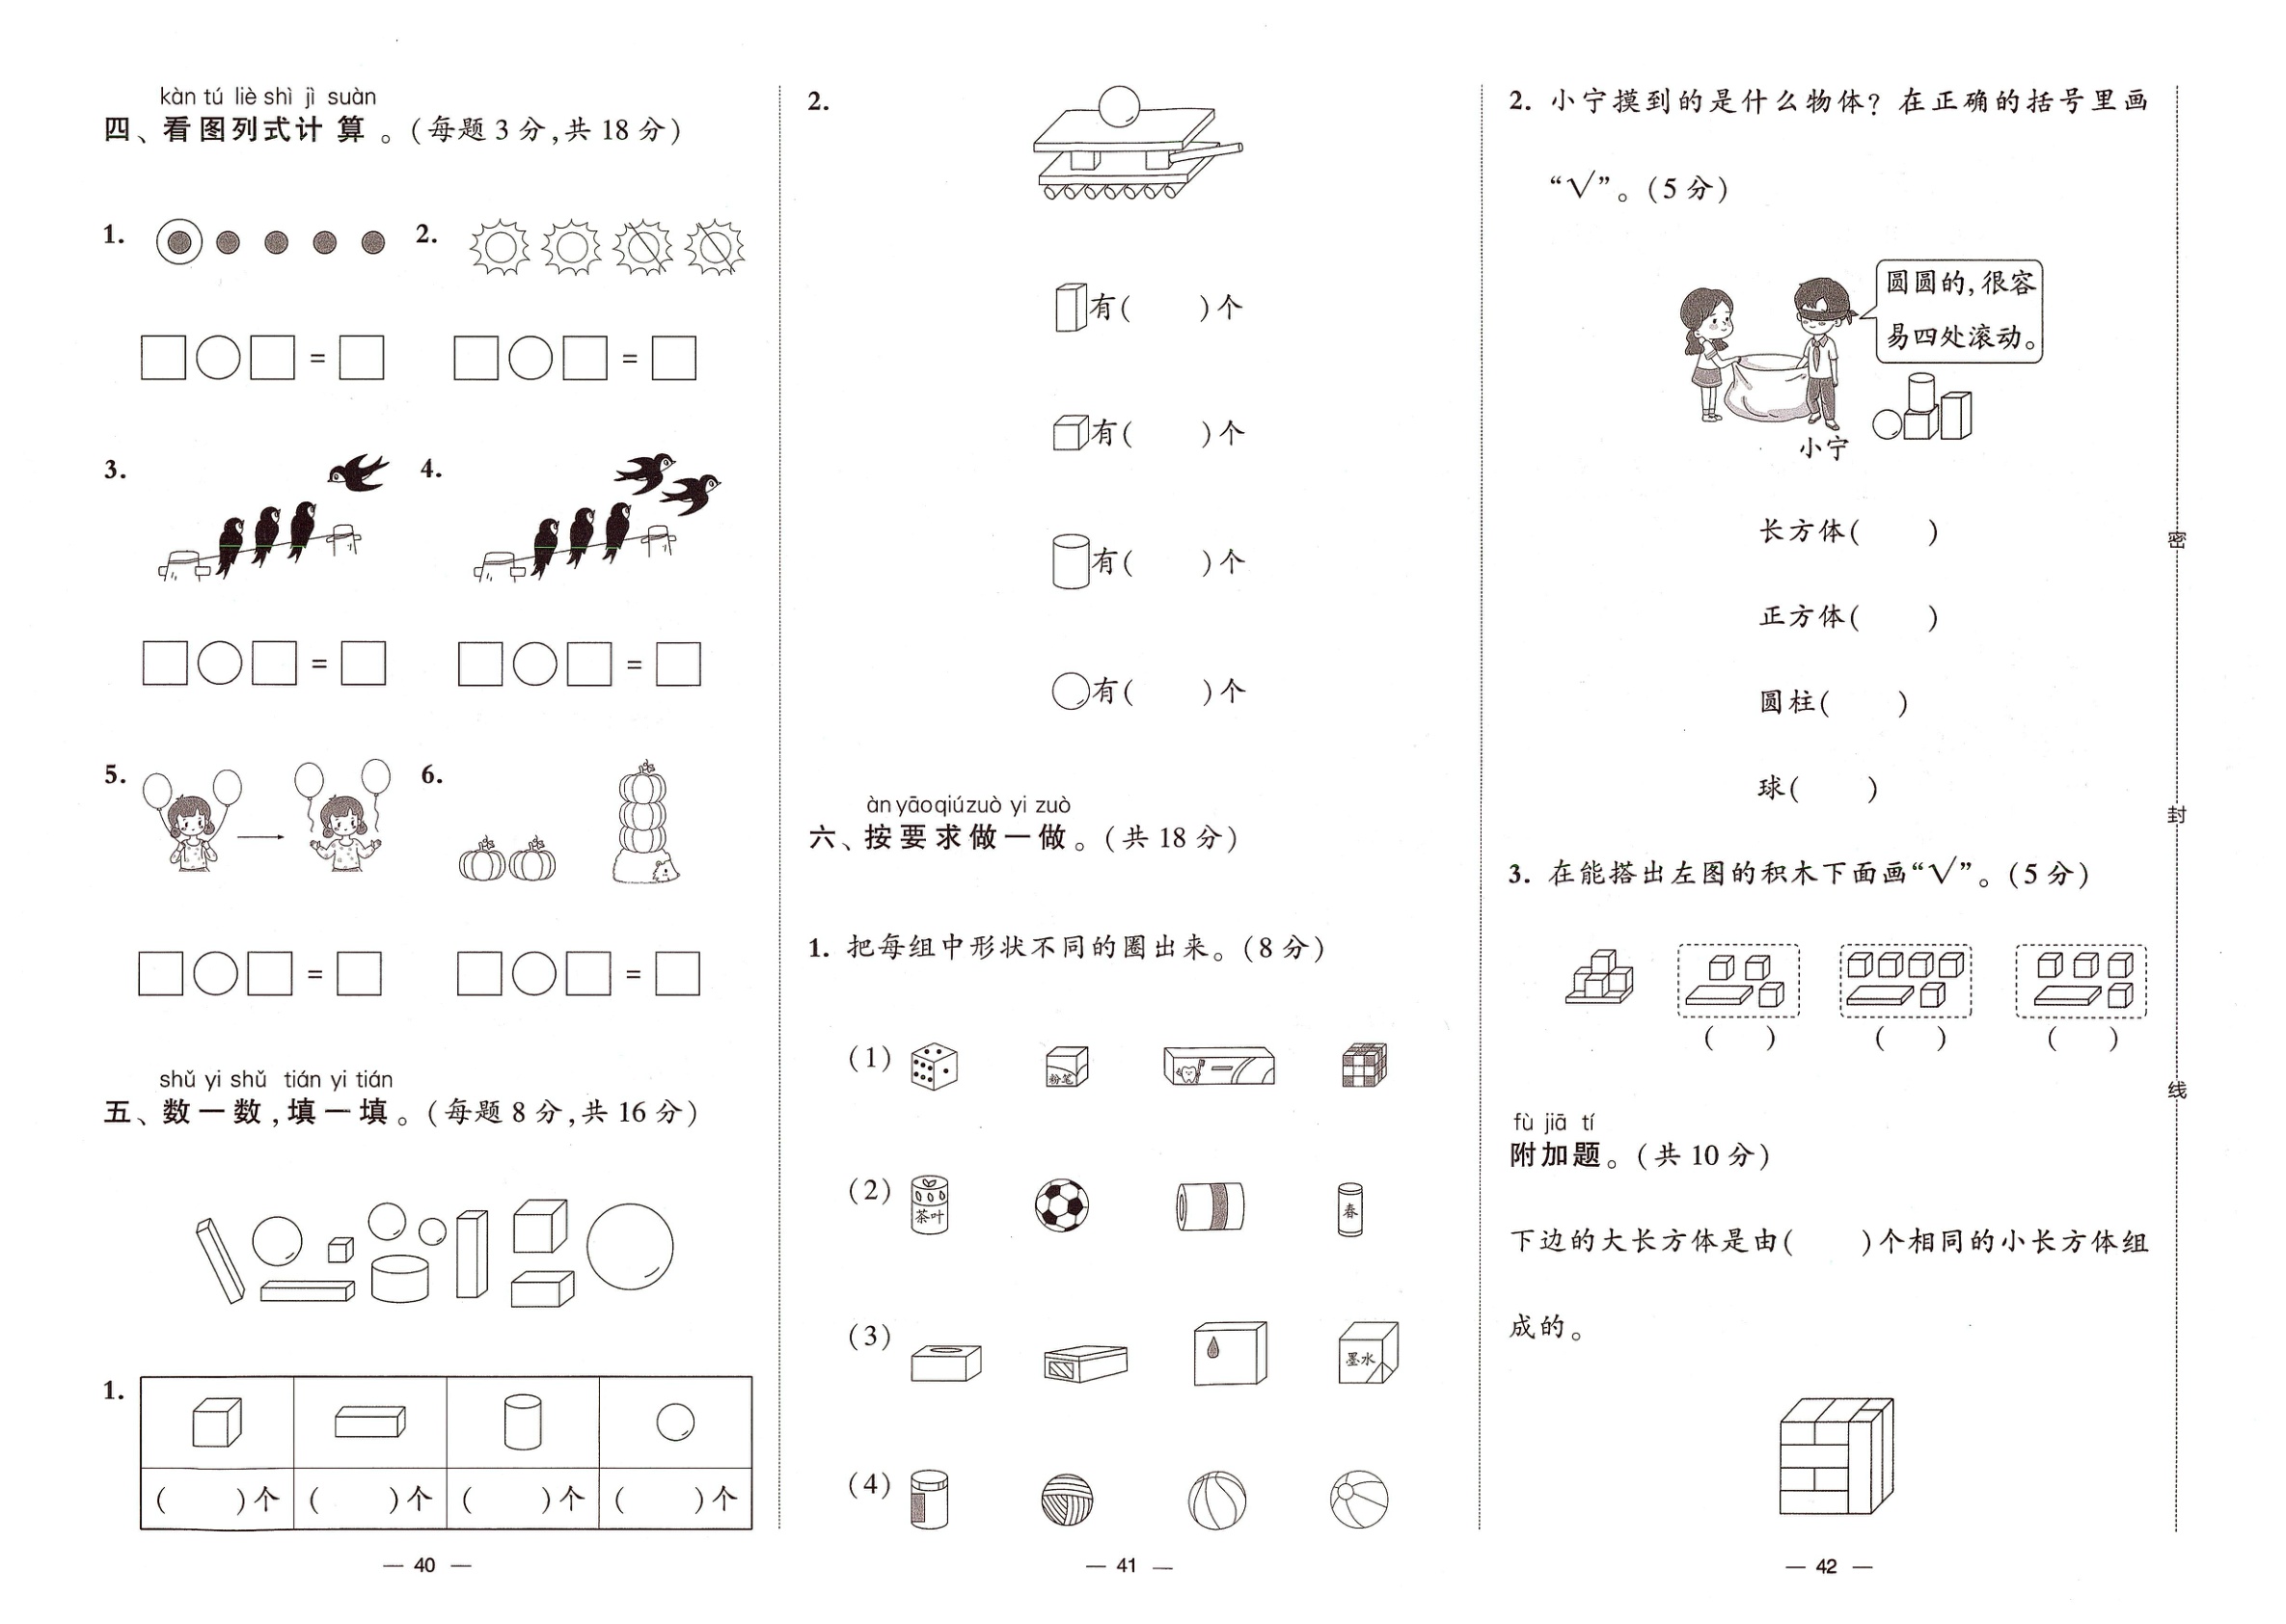 kàn tú liè shì jì suàn
四、看图列式计算。(每题3分,共18分)
1.
2.
=
=
3.
4.
=
=
5.
6.
=
=
shǔ yi shǔ tián yi tián
五、数一数,填一填。(每题8分,共16分)
1.
( )个 ( )个 ( )个 ( )个
— 40 —
2.
有( )个
有( )个
有( )个
有( )个
àn yāo qiú zuò yi zuò
六、按要求做一做。(共18分)
1. 把每组中形状不同的圈出来。(8分)
(1)
粉笔
(2)
茶叶
春
(3)
墨水
(4)
— 41 —
2. 小宁摸到的是什么物体?在正确的括号里画
“√”。(5分)
圆圆的,很容
易四处滚动。
小宁
长方体( )
正方体( )
圆柱( )
球( )
3. 在能搭出左图的积木下面画“√”。(5分)
( ) ( ) ( )
fù jiā tí
附加题。(共10分)
下边的大长方体是由( )个相同的小长方体组
成的。
— 42 —
密
封
线